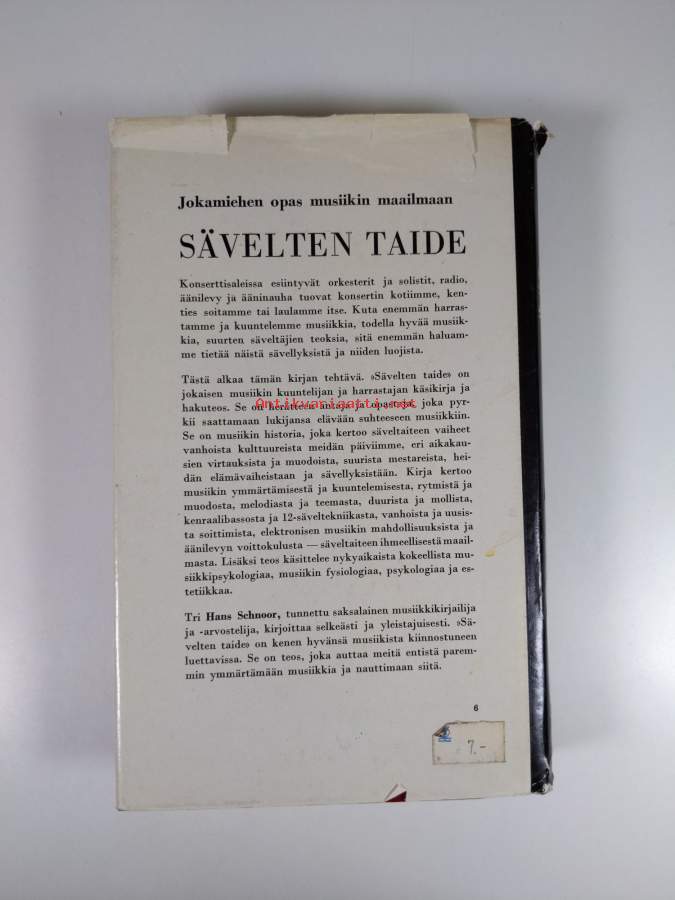 Jokamiehen opas musiikin maailmaan
SÄVELTEN TAIDE
Konserttisaleissa esiintyvät orkesterit ja solistit, radio,
äänilevy ja ääninauha tuovat konsertin kotiimme, ken-
ties soitamme tai laulamme itse. Kuta enemmän harras-
tamme ja kuuntelemme musiikkia, todella hyvää musiik-
kia, suurten säveltäjien teoksia, sitä enemmän haluam-
me tietää näistä sävellyksistä ja niiden luojista.
Tästä alkaa tämän kirjan tehtävä. »Sävelten taide» on
jokaisen musiikin kuuntelijan ja harrastajan käsikirja ja
hakuteos. Se on herätteen antaja ja opastaja, joka pyr-
Antikvariaatti.net
kii saattamaan lukijansa elävään suhteeseen musiikkiin.
Se on musiikin historia, joka kertoo säveltaiteen vaiheet
vanhoista kulttuureista meidän päiviimme, eri aikakau-
sien virtauksista ja muodoista, suurista mestareista, hei-
dän elämävaiheistaan ja sävellyksistään. Kirja kertoo
musiikin ymmärtämisestä ja kuuntelemisesta, rytmistä ja
muodosta, melodiasta ja teemasta, duurista ja mollista,
kenraalibassosta ja 12-säveltekniikasta, vanhoista ja uusis-
ta soittimista, elektronisen musiikin mahdollisuuksista ja
äänilevyn voittokulusta — säveltaiteen ihmeellisestä maail-
masta. Lisäksi teos käsittelee nykyaikaista kokeellista mu-
siikkipsykologiaa, musiikin fysiologiaa, psykologiaa ja es-
tetiikkaa.
Tri Hans Schnoor, tunnettu saksalainen musiikkikirjailija
ja -arvostelija, kirjoittaa selkeästi ja yleistajuisesti. »Sä-
velten taide» on kenen hyvänsä musiikista kiinnostuneen
luettavissa. Se on teos, joka auttaa meitä entistä parem-
min ymmärtämään musiikkia ja nauttimaan siitä.
6
7.-